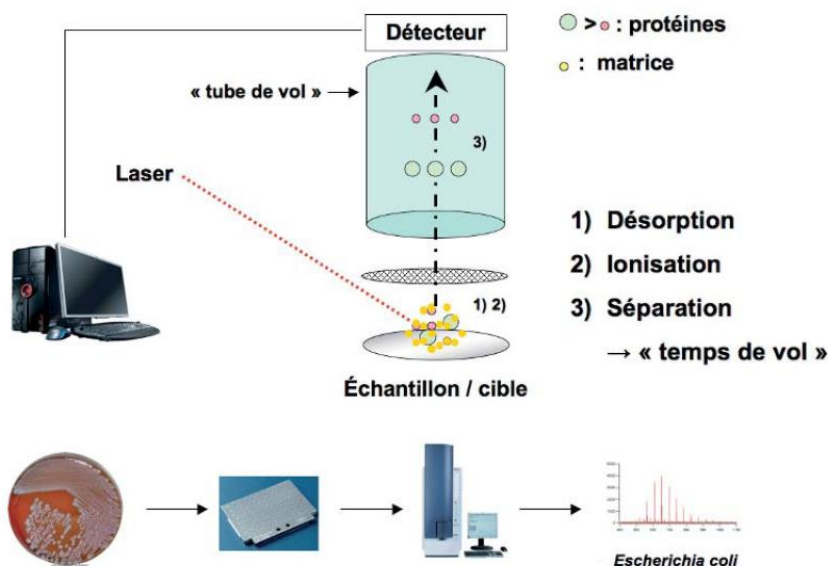 Détecteur
> : protéines
: matrice
« tube de vol »
3)
Laser
1) Désorption
2) Ionisation
3) Séparation
→ « temps de vol »
1) 2)
Échantillon / cible
Escherichia coli